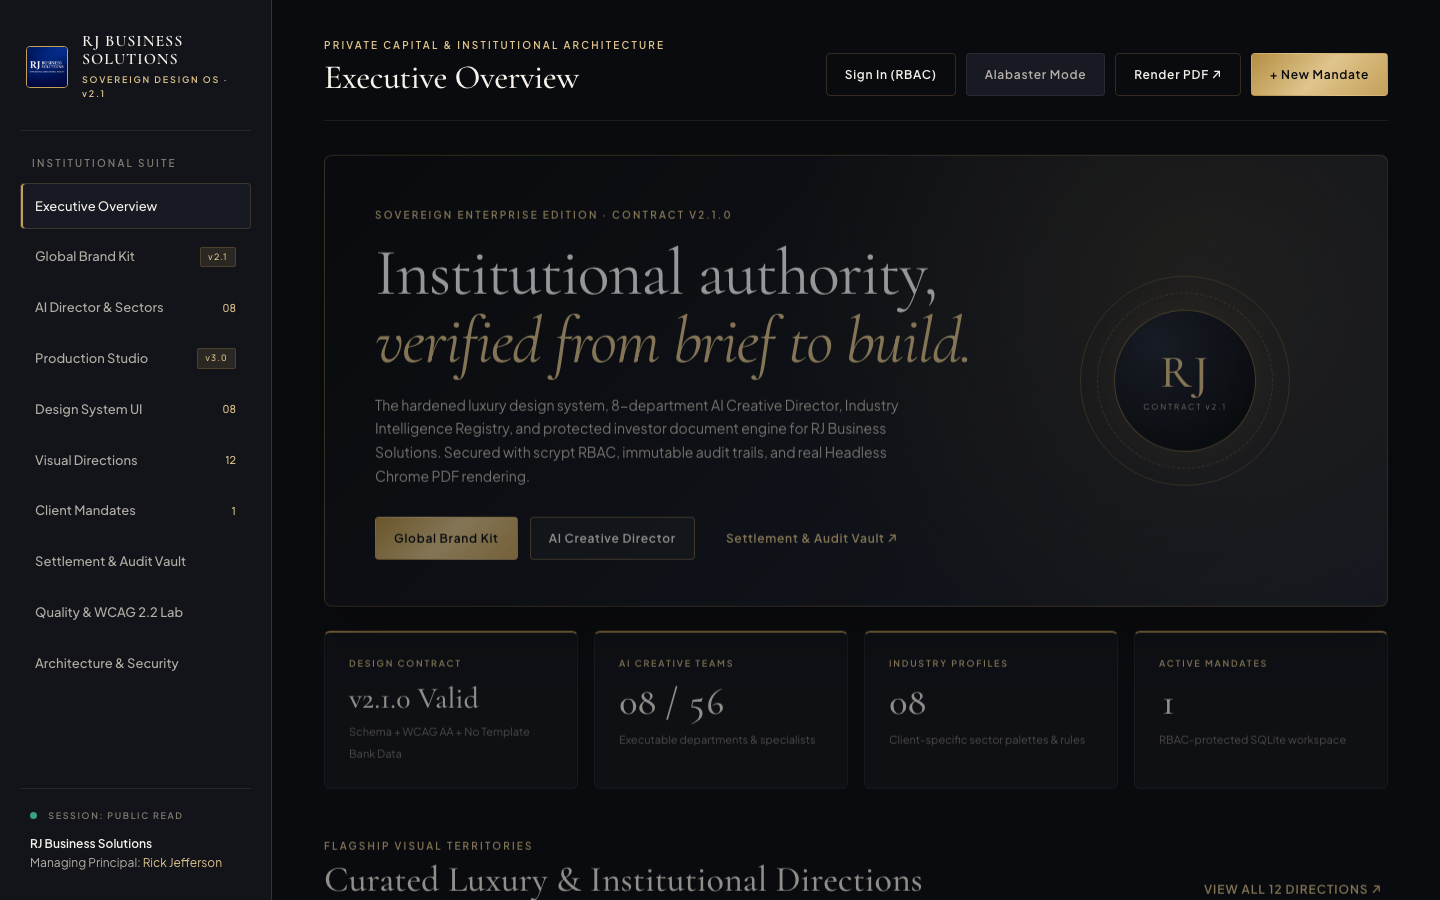 RJ BUSINESS
SOLUTIONS
RJ BUSINESS
SOLUTIONS
SOVEREIGN DESIGN OS ·
v2.1
INSTITUTIONAL SUITE
Executive Overview
Global Brand Kit v2.1
AI Director & Sectors 08
Production Studio v3.0
Design System UI 08
Visual Directions 12
Client Mandates 1
Settlement & Audit Vault
Quality & WCAG 2.2 Lab
Architecture & Security
SESSION: PUBLIC READ
RJ Business Solutions
Managing Principal: Rick Jefferson
PRIVATE CAPITAL & INSTITUTIONAL ARCHITECTURE
Executive Overview
Sign In (RBAC)
Alabaster Mode
Render PDF ↗
+ New Mandate
SOVEREIGN ENTERPRISE EDITION · CONTRACT V2.1.0
Institutional authority,
verified from brief to build.
The hardened luxury design system, 8–department AI Creative Director, Industry
Intelligence Registry, and protected investor document engine for RJ Business
Solutions. Secured with scrypt RBAC, immutable audit trails, and real Headless
Chrome PDF rendering.
Global Brand Kit
AI Creative Director
Settlement & Audit Vault ↗
RJ
CONTRACT v2.1
DESIGN CONTRACT
v2.1.0 Valid
Schema + WCAG AA + No Template
Bank Data
AI CREATIVE TEAMS
08 / 56
Executable departments & specialists
INDUSTRY PROFILES
08
Client-specific sector palettes & rules
ACTIVE MANDATES
1
RBAC-protected SQLite workspace
FLAGSHIP VISUAL TERRITORIES
Curated Luxury & Institutional Directions
VIEW ALL 12 DIRECTIONS ↗